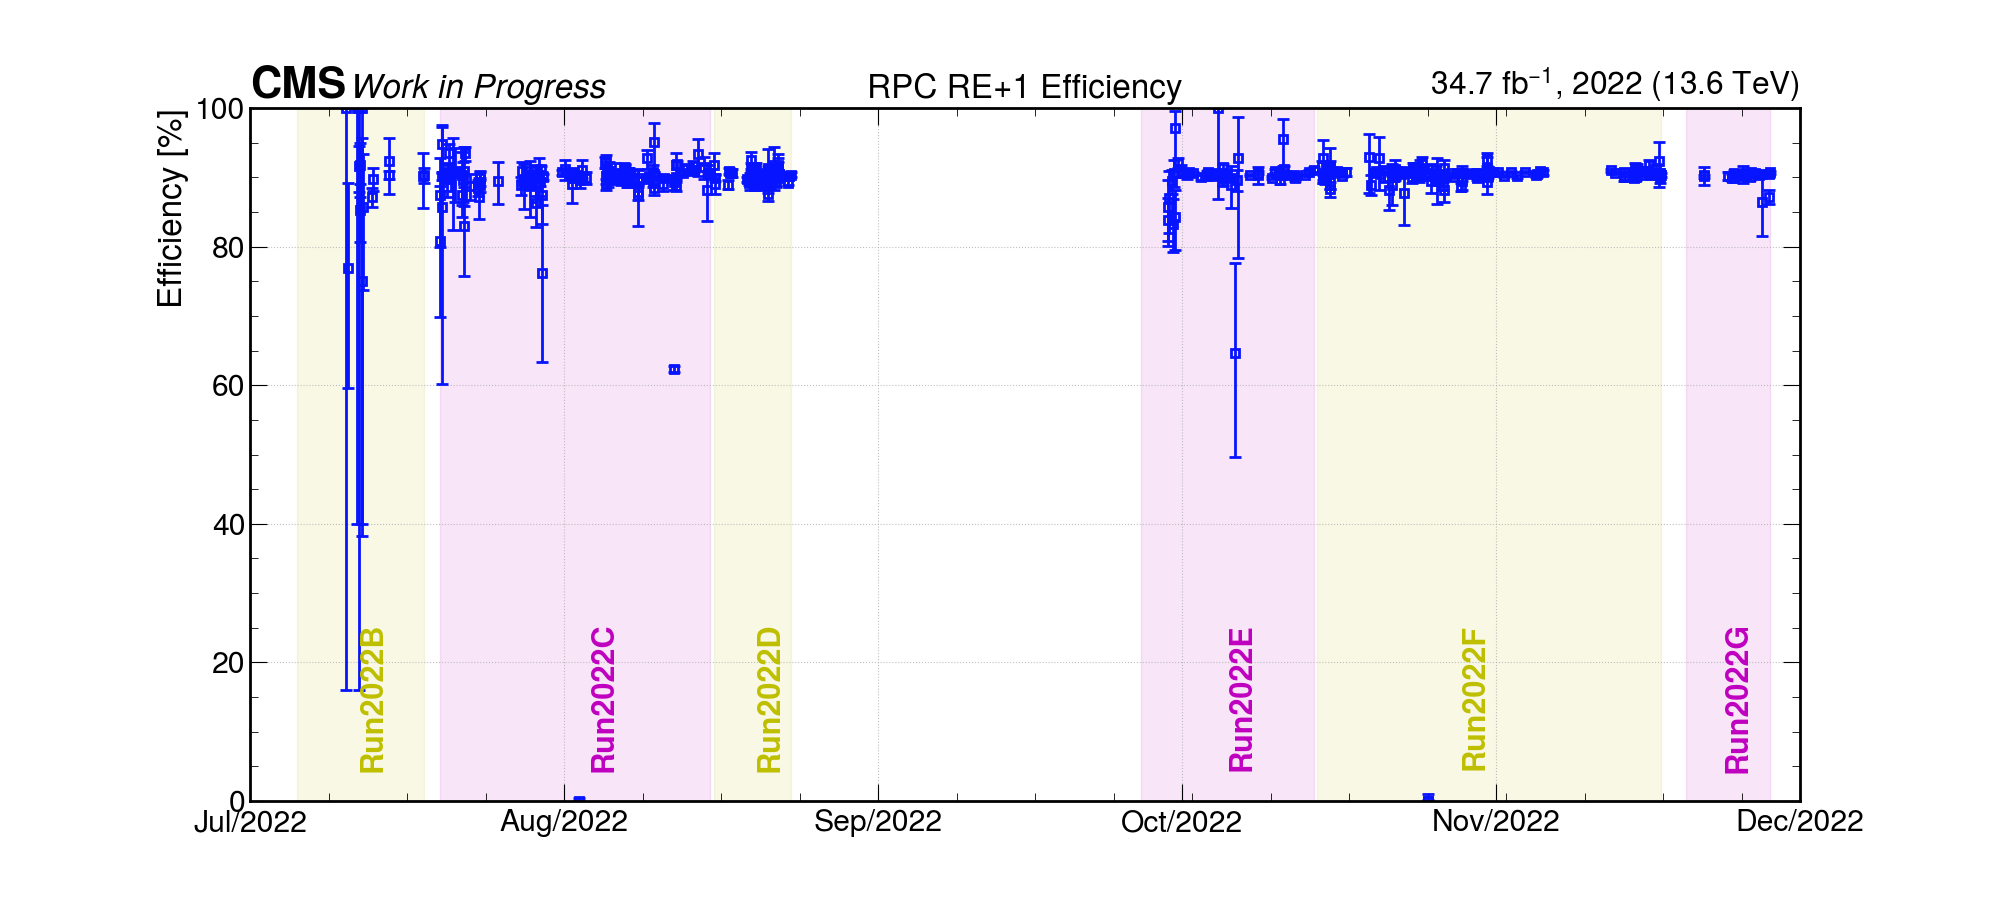 CMS Work in Progress RPC RE+1 Efficiency 34.7 fb⁻¹, 2022 (13.6 TeV)
Efficiency [%]
100
80
60
40
20
0
Run2022B
Run2022C
Run2022D
Run2022E
Run2022F
Run2022G
Jul/2022 Aug/2022 Sep/2022 Oct/2022 Nov/2022 Dec/2022